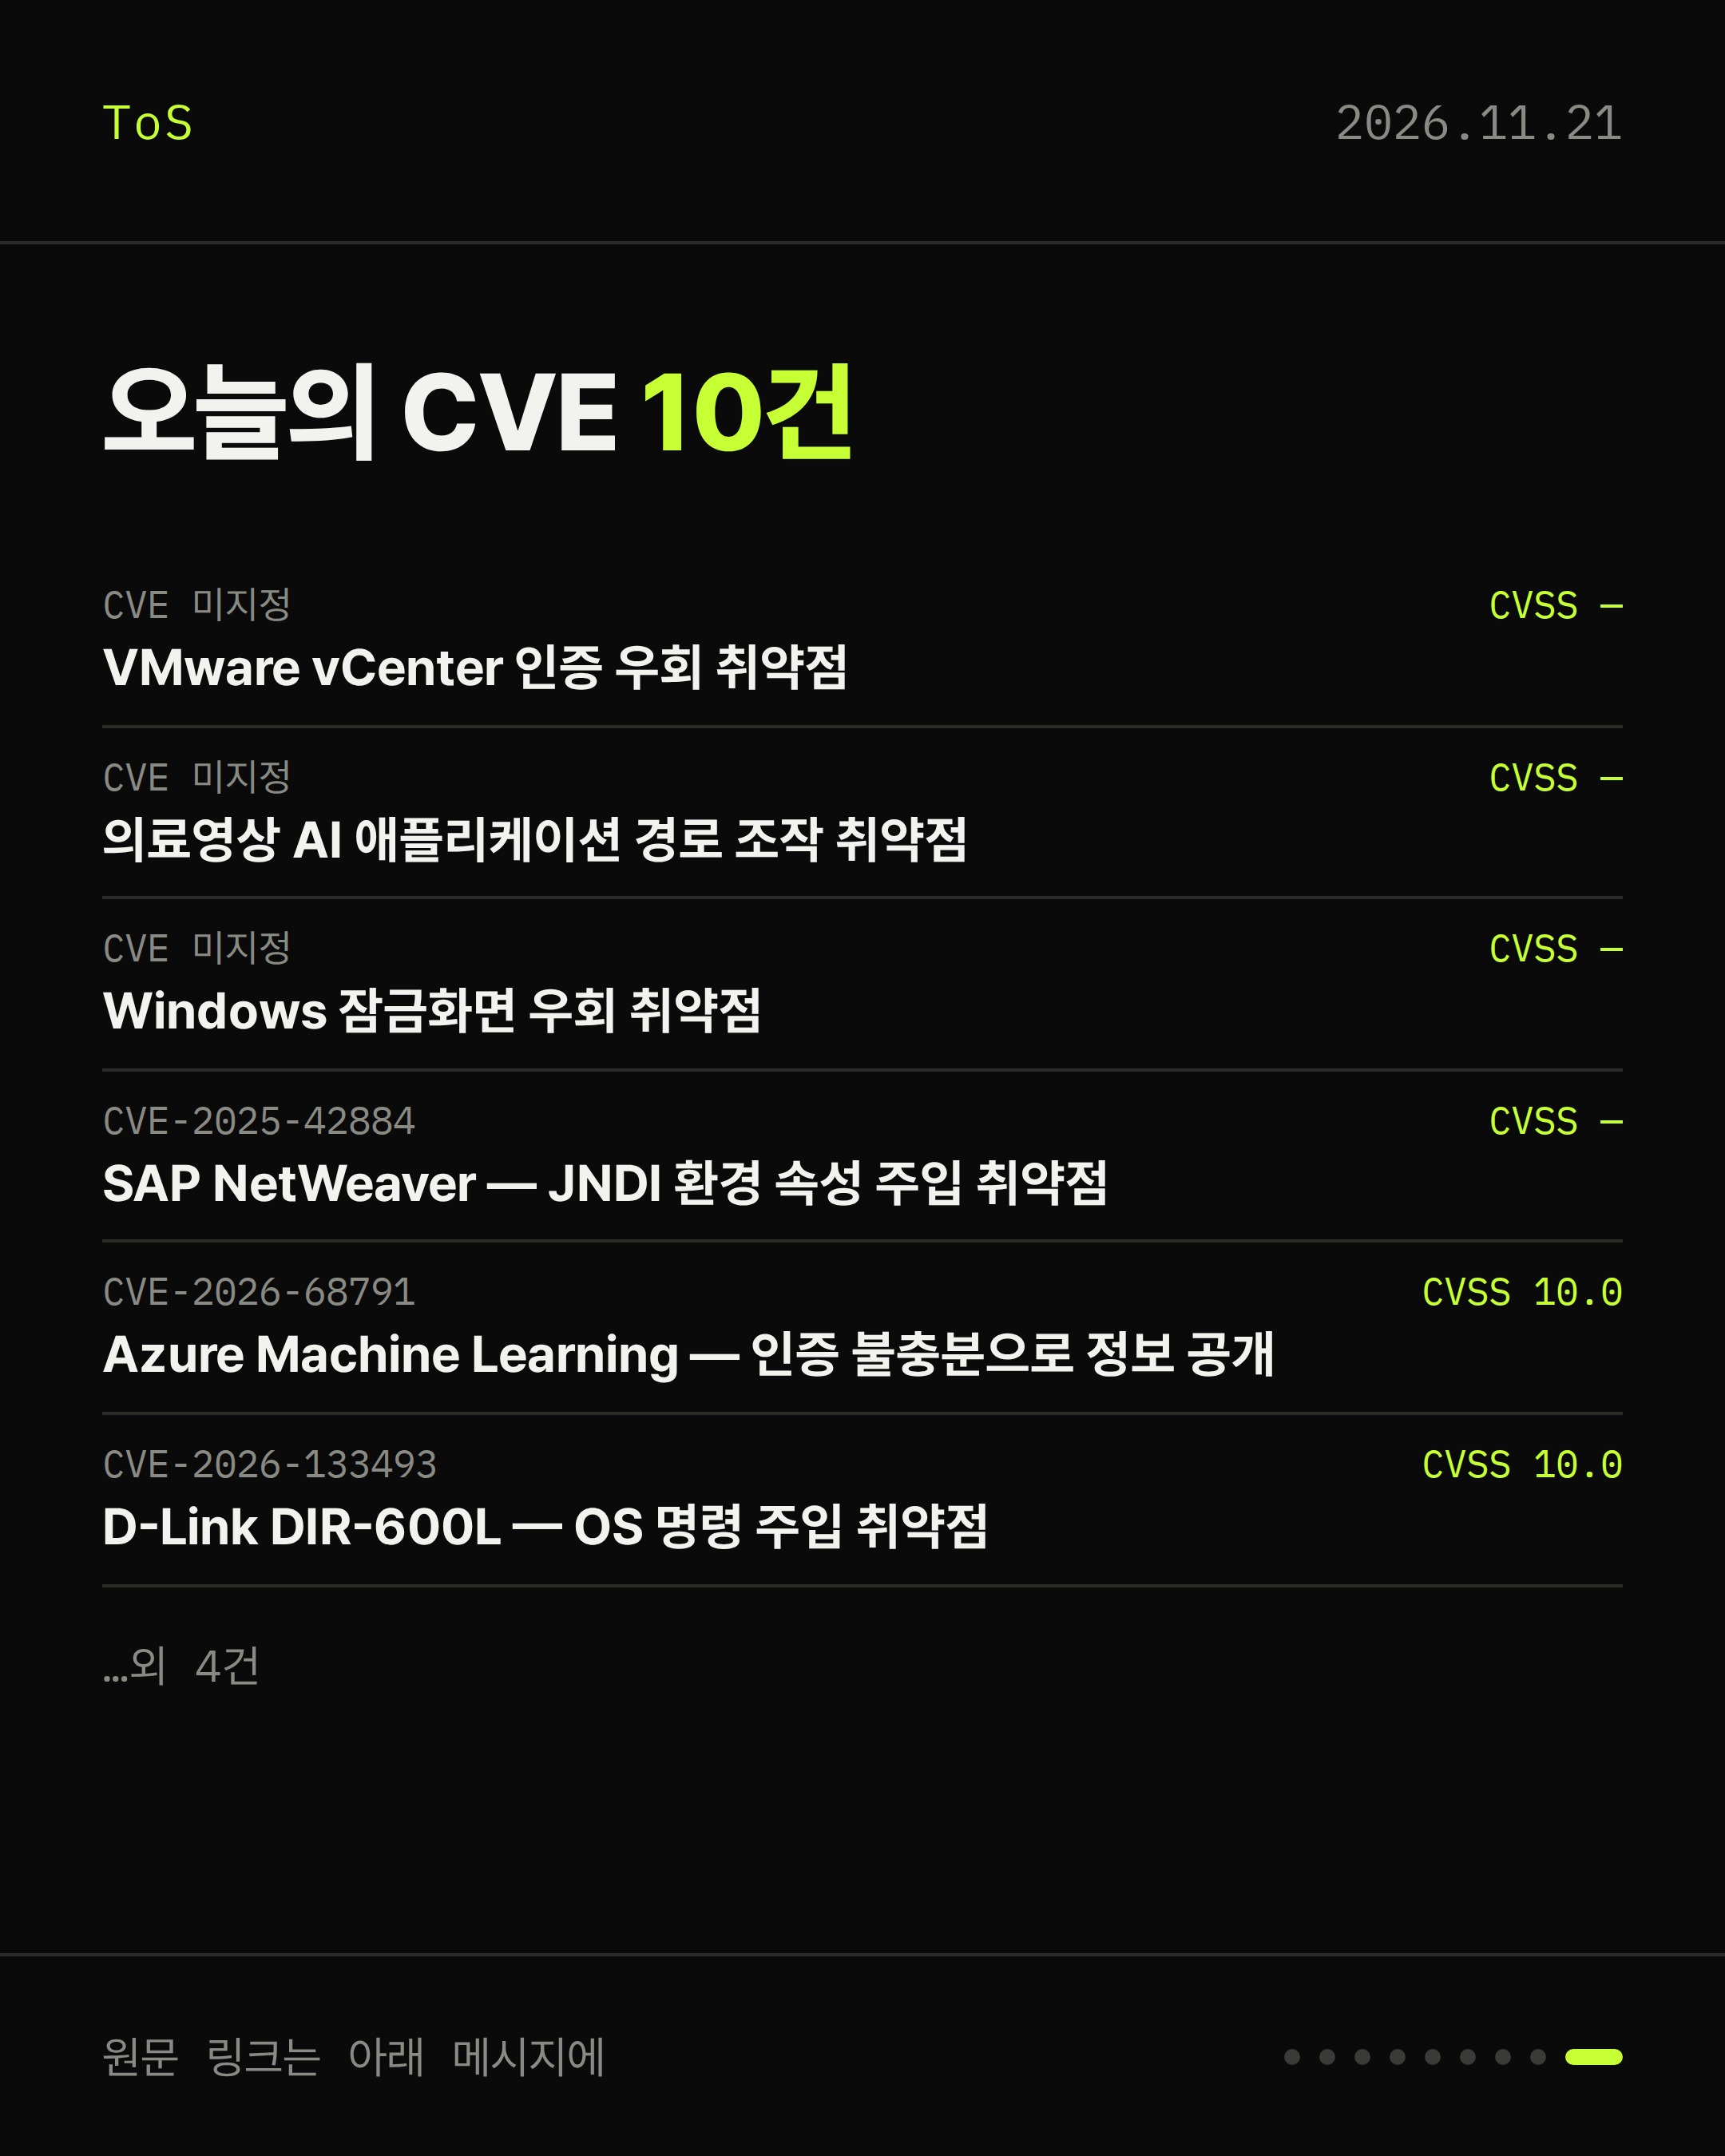 ToS
2026.11.21
오늘의 CVE 10건
CVE 미지정
CVSS —
VMware vCenter 인증 우회 취약점
CVE 미지정
CVSS —
의료영상 AI 애플리케이션 경로 조작 취약점
CVE 미지정
CVSS —
Windows 잠금화면 우회 취약점
CVE-2025-42884
CVSS —
SAP NetWeaver — JNDI 환경 속성 주입 취약점
CVE-2026-68791
CVSS 10.0
Azure Machine Learning — 인증 불충분으로 정보 공개
CVE-2026-133493
CVSS 10.0
D-Link DIR-600L — OS 명령 주입 취약점
…외 4건
원문 링크는 아래 메시지에